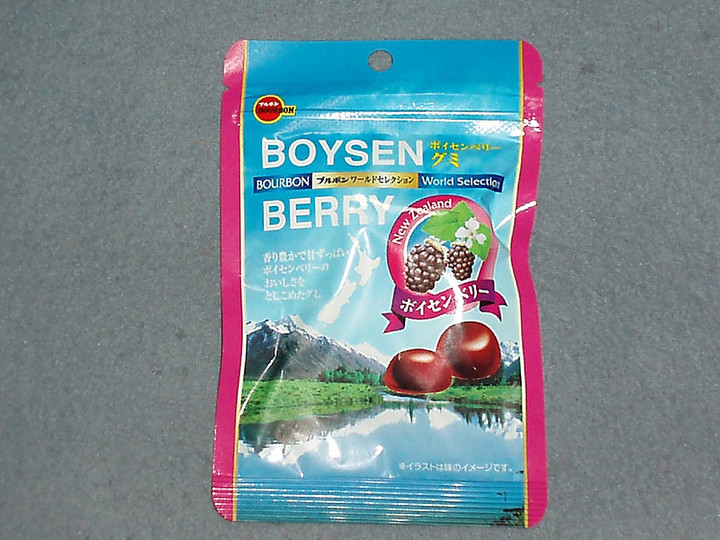 ブルボン
BOURBON
BOYSEN
ボイセンベリー
グミ
BOURBON ブルボン ワールドセレクション World Selection
BERRY
New Zealand
香り豊かで甘ずっぱい
ボイセンベリーの
おいしさを
とじこめたグミ
ボイセンベリー
※イラストは味のイメージです。